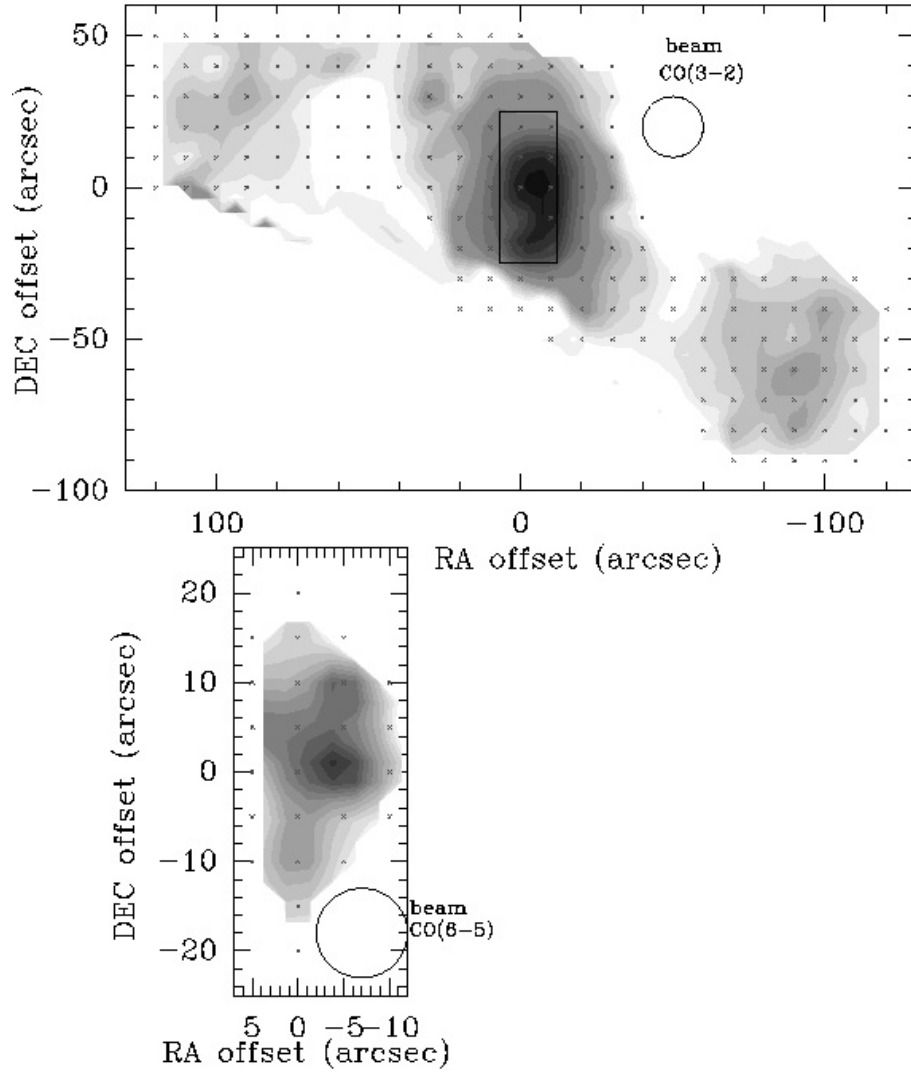 50
beam
CO(3−2)
0
DEC offset (arcsec)
−50
−100
100 0 −100
RA offset (arcsec)
20
10
DEC offset (arcsec)
0
−10
beam
CO(6−5)
−20
5 0 −5−10
RA offset (arcsec)